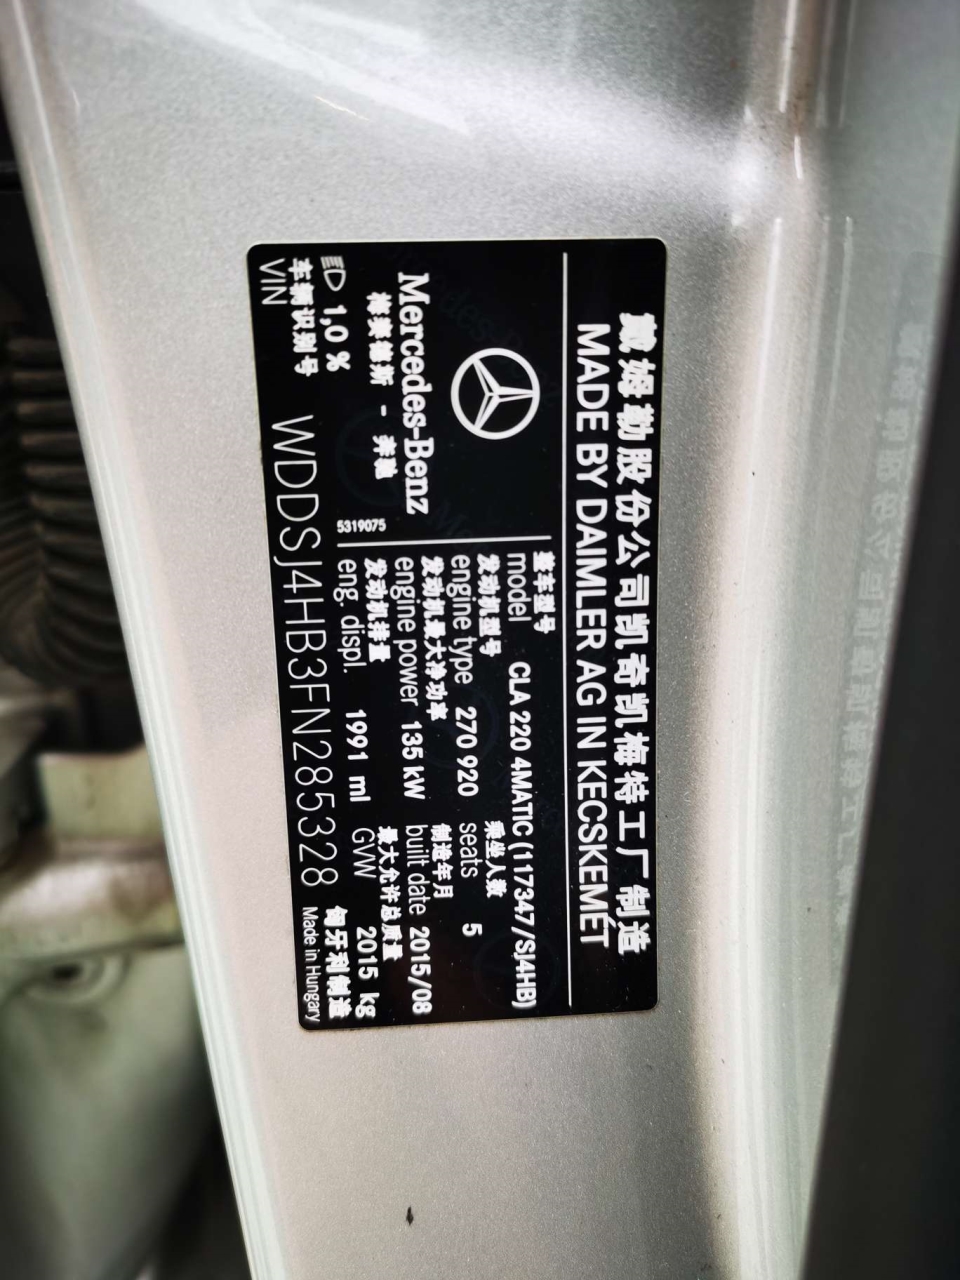 戴姆勒股份公司凯奇凯梅特工厂制造
MADE BY DAIMLER AG IN KECSKEMÉT
Mercedes-Benz
梅赛德斯 - 奔驰
1,0 %
5319075
整车型号
model CLA 220 4MATIC (117347/SJ4HB)
发动机型号
engine type 270 920
乘坐人数
seats 5
发动机最大净功率
engine power 135 kW
制造年月
built date 2015/08
发动机排量
eng. displ. 1991 ml
最大允许总质量
GVW 2015 kg
车辆识别号
VIN WDDSJ4HB3FN285328
匈牙利制造
Made in Hungary